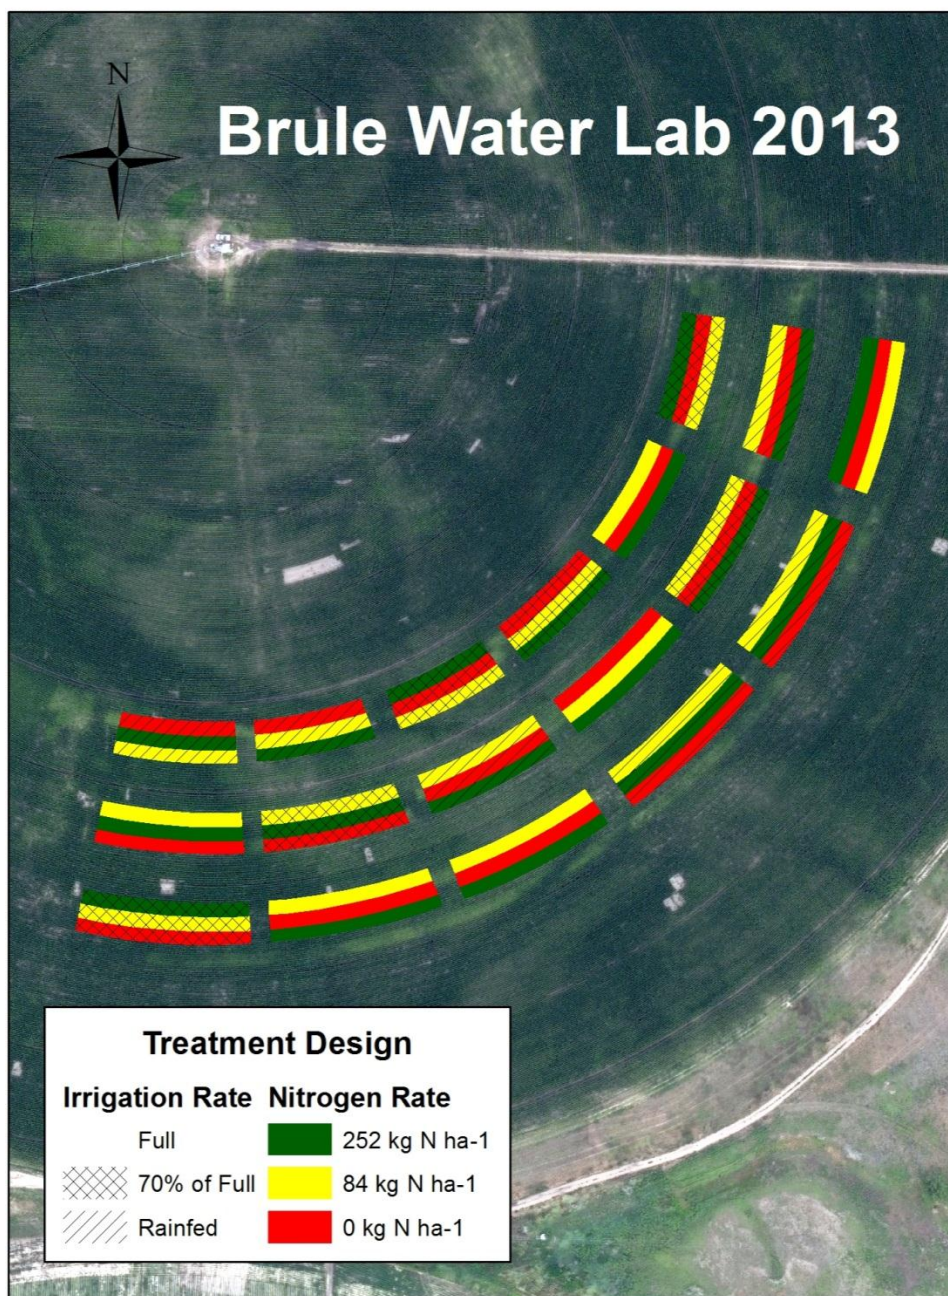 N
Brule Water Lab 2013
Treatment Design
Irrigation Rate Nitrogen Rate
Full 252 kg N ha-1
70% of Full 84 kg N ha-1
Rainfed 0 kg N ha-1